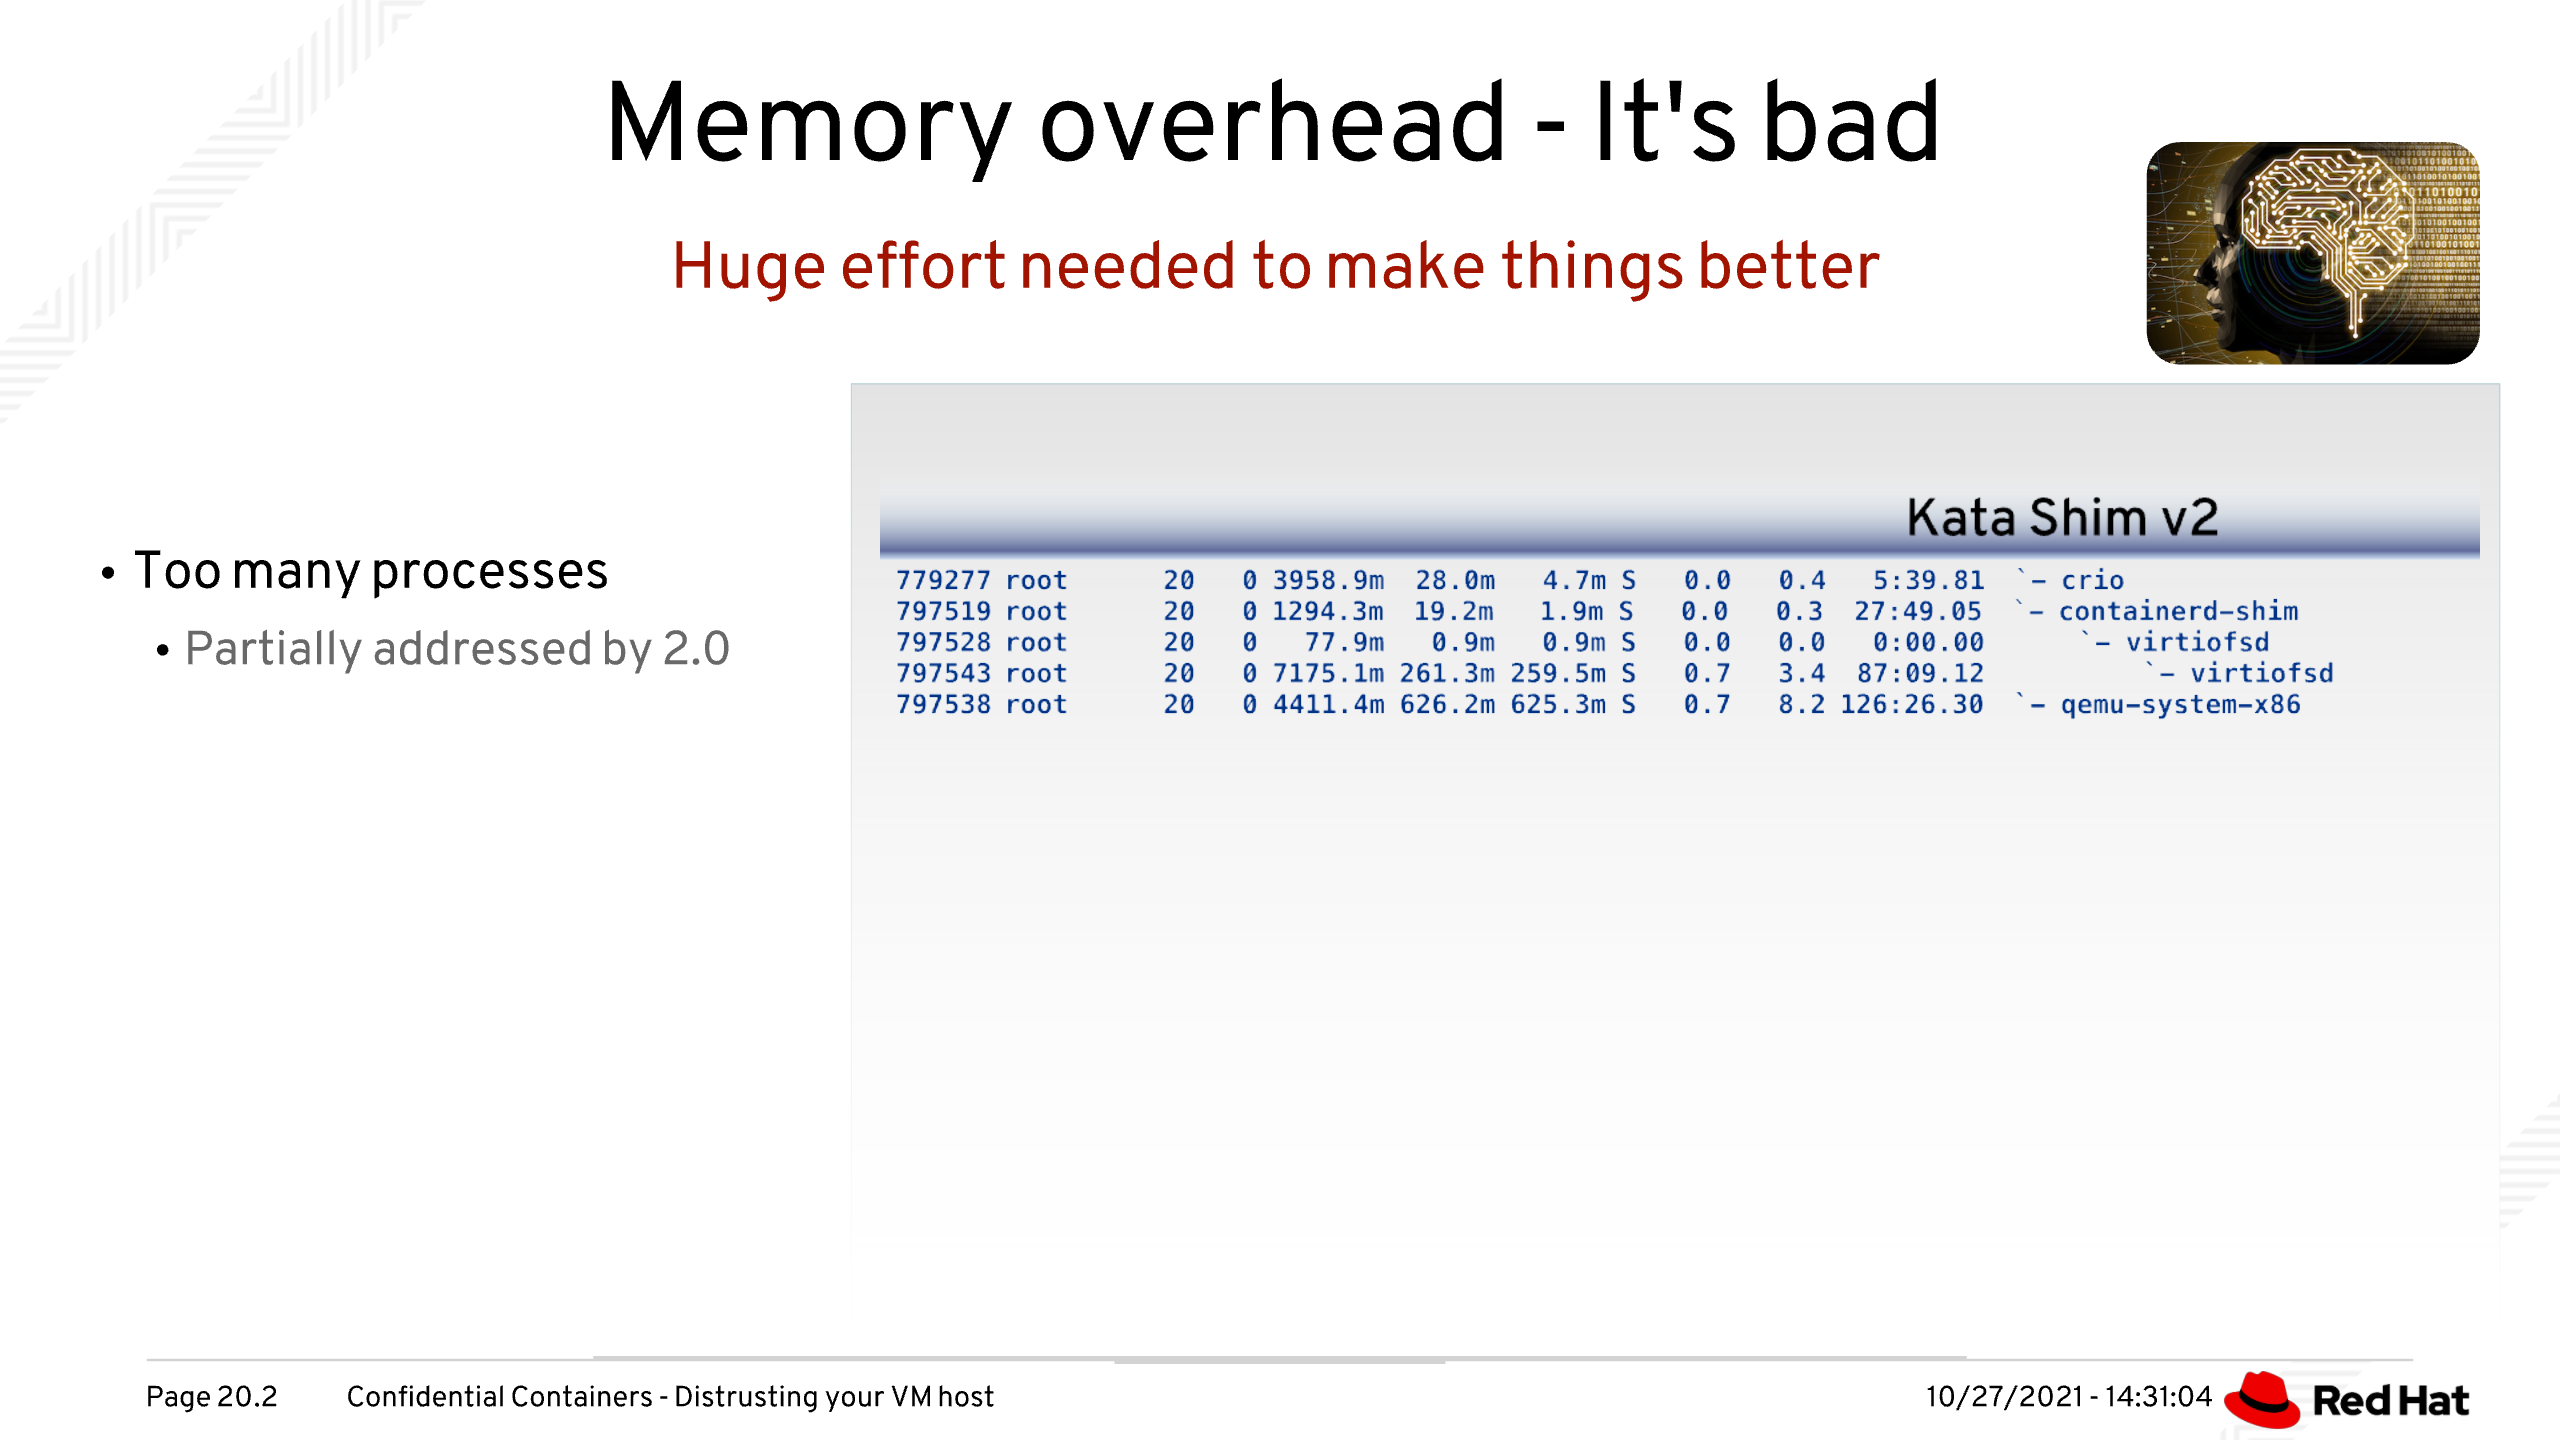 Memory overhead - It's bad
Huge effort needed to make things better
• Too many processes
• Partially addressed by 2.0
Kata Shim v2
779277 root 20 0 3958.9m 28.0m 4.7m S 0.0 0.4 5:39.81 `- crio
797519 root 20 0 1294.3m 19.2m 1.9m S 0.0 0.3 27:49.05 `- containerd-shim
797528 root 20 0 77.9m 0.9m 0.9m S 0.0 0.0 0:00.00 `- virtiofsd
797543 root 20 0 7175.1m 261.3m 259.5m S 0.7 3.4 87:09.12 `- virtiofsd
797538 root 20 0 4411.4m 626.2m 625.3m S 0.7 8.2 126:26.30 `- qemu-system-x86
Page 20.2 Confidential Containers - Distrusting your VM host 10/27/2021 - 14:31:04 Red Hat